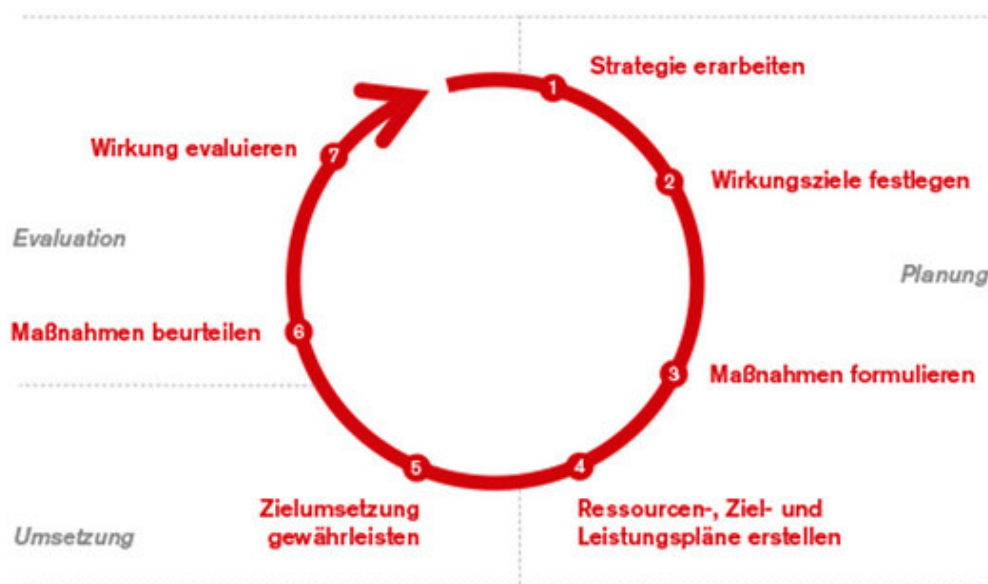 1
Strategie erarbeiten
2
Wirkungsziele festlegen
Planung
3
Maßnahmen formulieren
4
Ressourcen-, Ziel- und
Leistungspläne erstellen
5
Zielumsetzung
gewährleisten
Umsetzung
6
Maßnahmen beurteilen
Evaluation
7
Wirkung evaluieren